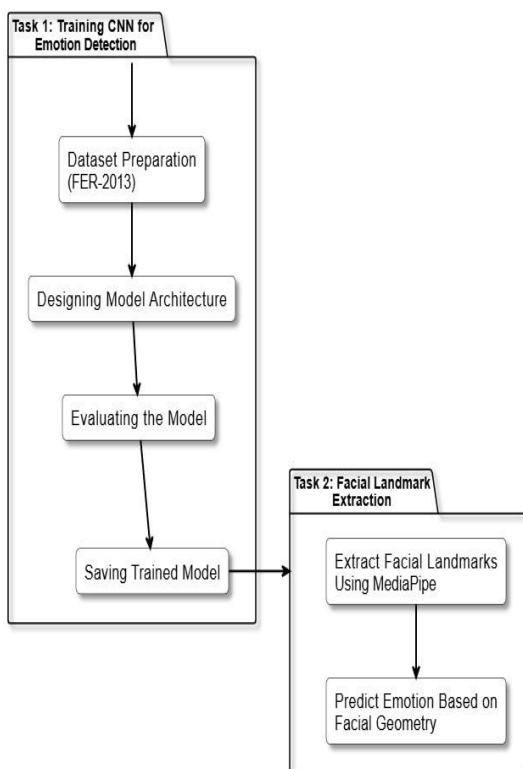 Task 1: Training CNN for
Emotion Detection
Dataset Preparation
(FER-2013)
Designing Model Architecture
Evaluating the Model
Saving Trained Model
Task 2: Facial Landmark
Extraction
Extract Facial Landmarks
Using MediaPipe
Predict Emotion Based on
Facial Geometry